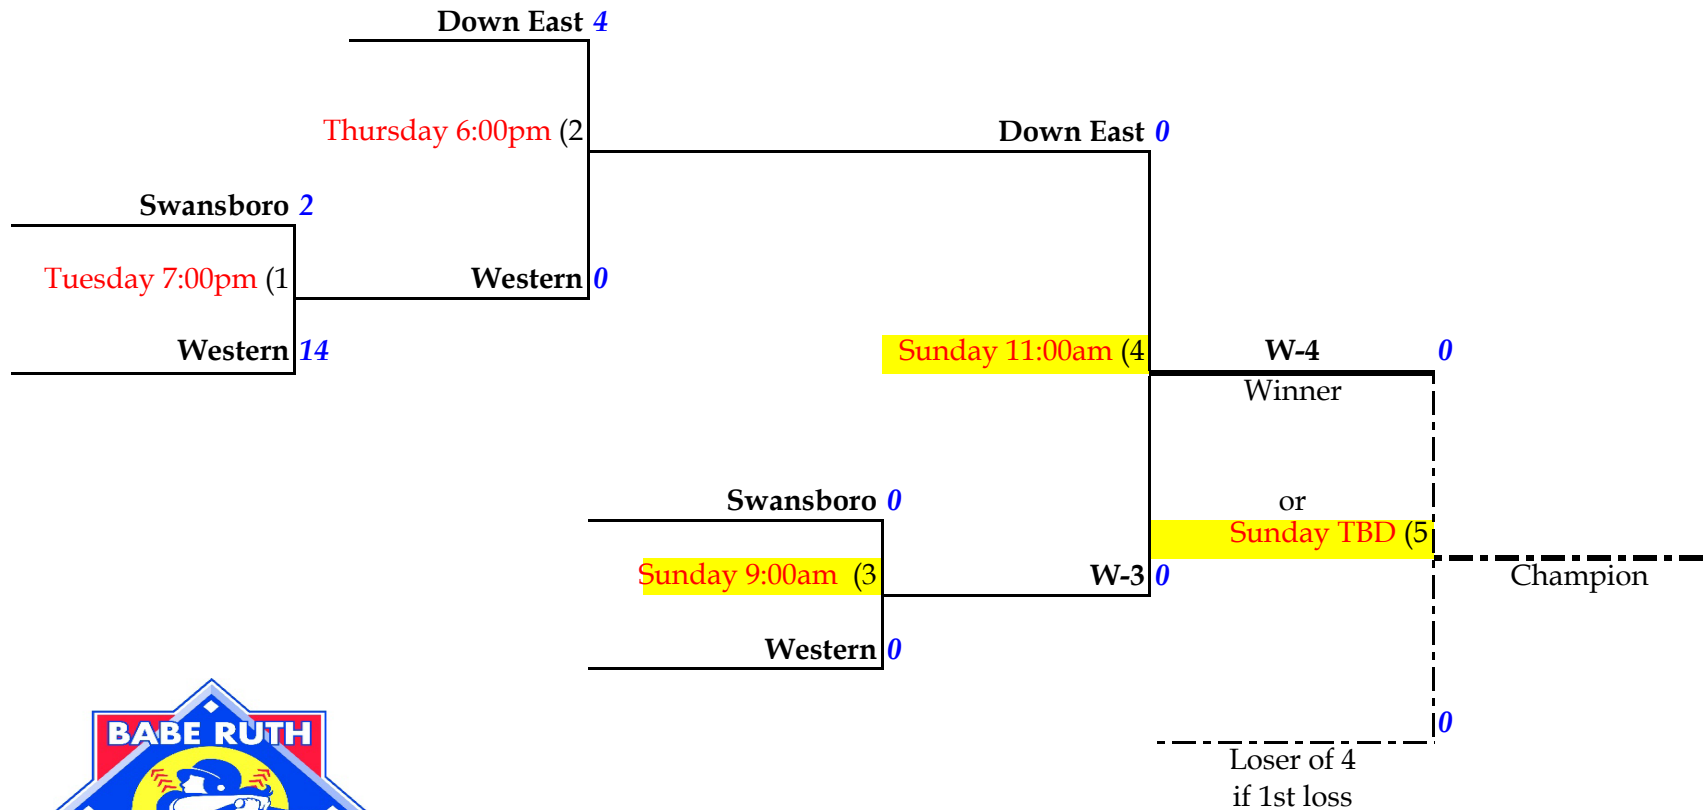 Down East 4
Thursday 6:00pm (2
Down East 0
Swansboro 2
Tuesday 7:00pm (1
Western 0
Western 14
Sunday 11:00am (4
W-4 0
Winner
Swansboro 0
or
Sunday TBD (5
Sunday 9:00am (3
W-3 0
Champion
Western 0
BABE RUTH
0
Loser of 4
if 1st loss